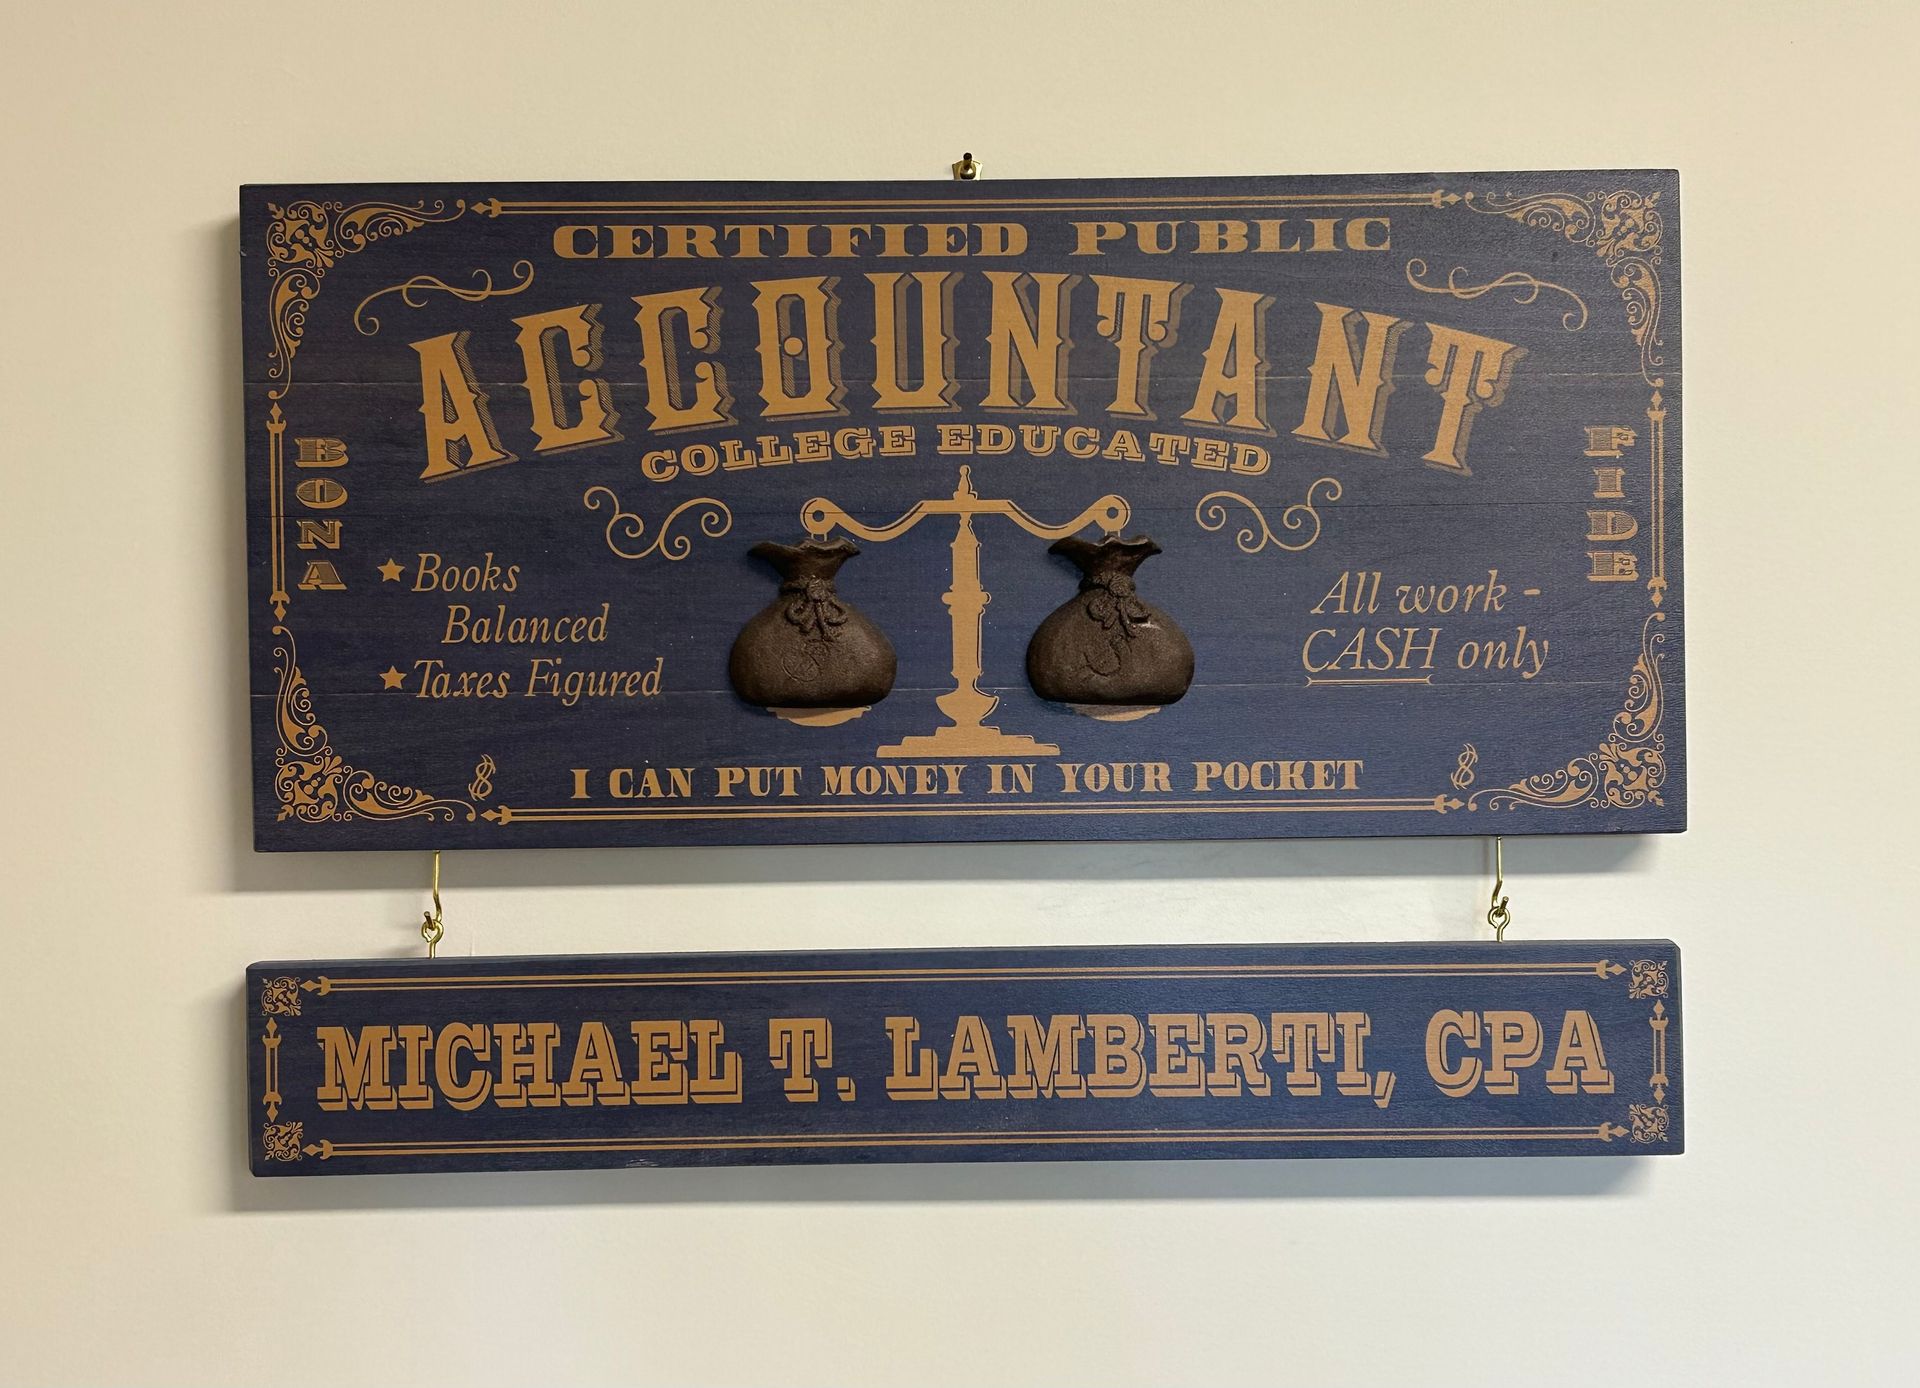 CERTIFIED PUBLIC
ACCOUNTANT
COLLEGE EDUCATED
BONA
FIDE
★Books
Balanced
★Taxes Figured
All work -
CASH only
$ I CAN PUT MONEY IN YOUR POCKET $
MICHAEL T. LAMBERTI, CPA